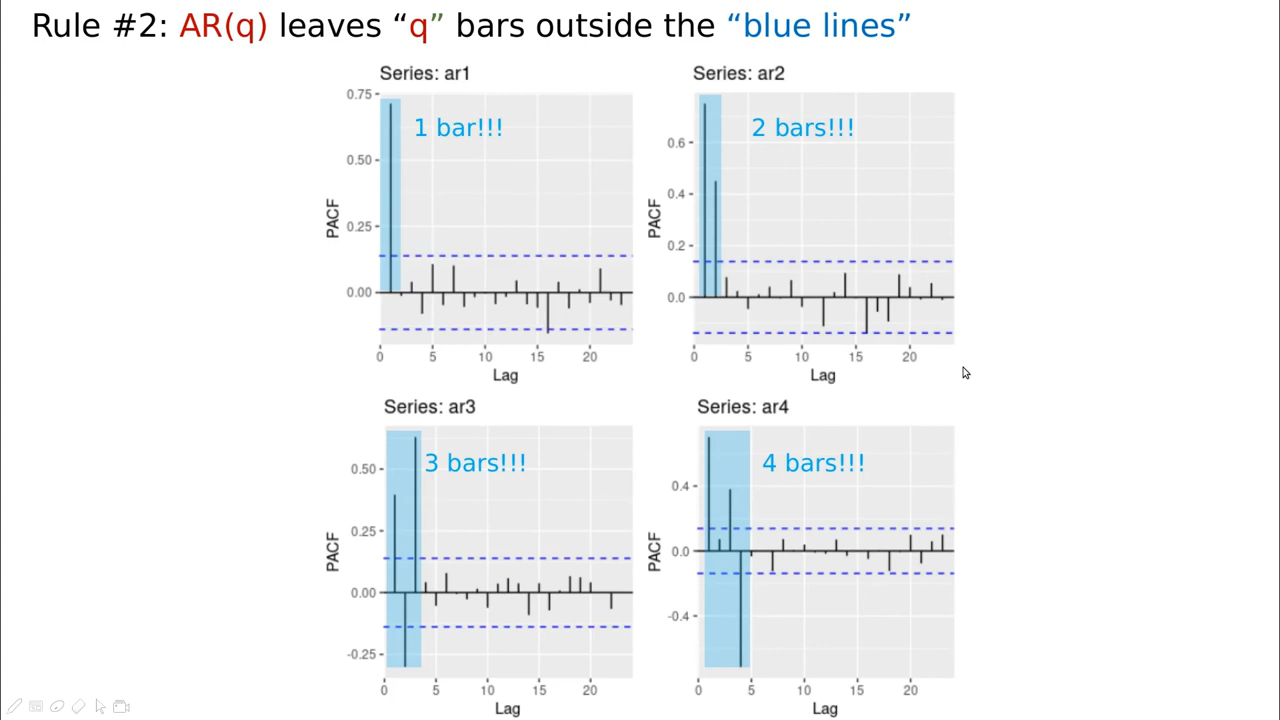 Rule #2: AR(q) leaves “q” bars outside the “blue lines”
Series: ar1
0.75
0.50
0.25
0.00
PACF
1 bar!!!
0 5 10 15 20
Lag
Series: ar2
0.6
0.4
0.2
0.0
PACF
2 bars!!!
0 5 10 15 20
Lag
Series: ar3
0.50
0.25
0.00
-0.25
PACF
3 bars!!!
0 5 10 15 20
Lag
Series: ar4
0.4
0.0
-0.4
PACF
4 bars!!!
0 5 10 15 20
Lag